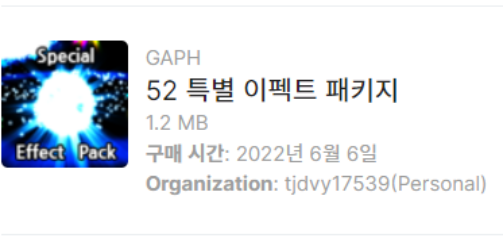 Special
Effect Pack
GAPH
52 특별 이펙트 패키지
1.2 MB
구매 시간: 2022년 6월 6일
Organization: tjdvy17539(Personal)